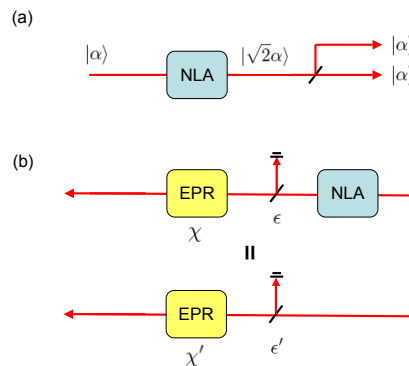 (a)
|α⟩ NLA |√2α⟩ |α⟩
|α⟩
(b)
EPR NLA
χ ϵ
EPR
χ′ ϵ′